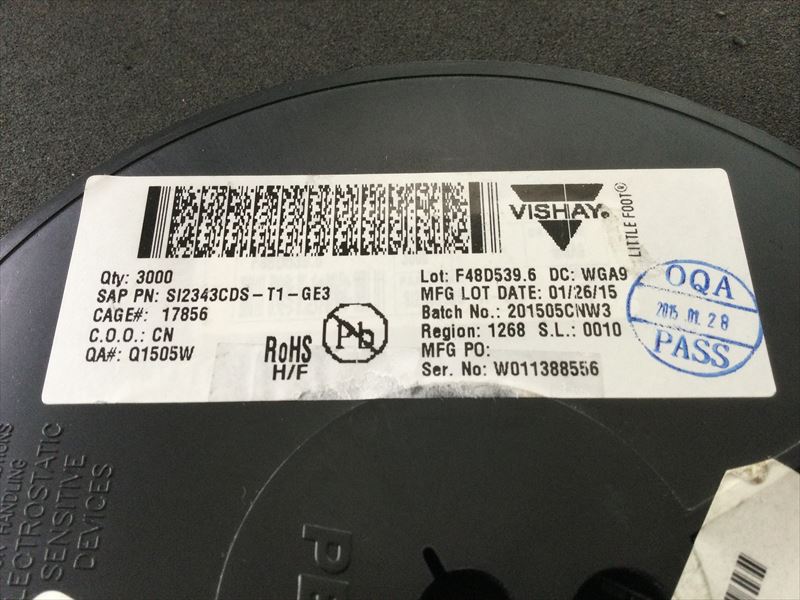 VISHAY®
LITTLE FOOT®
Qty: 3000
SAP PN: SI2343CDS-T1-GE3
CAGE#: 17856
C.O.O.: CN
QA#: Q1505W
RoHS
H/F
Pb
Lot: F48D539.6 DC: WGA9
MFG LOT DATE: 01/26/15
Batch No.: 201505CNW3
Region: 1268 S.L.: 0010
MFG PO:
Ser. No: W011388556
OQA
2015.01.28
PASS
HANDLING
ELECTROSTATIC
SENSITIVE
DEVICES